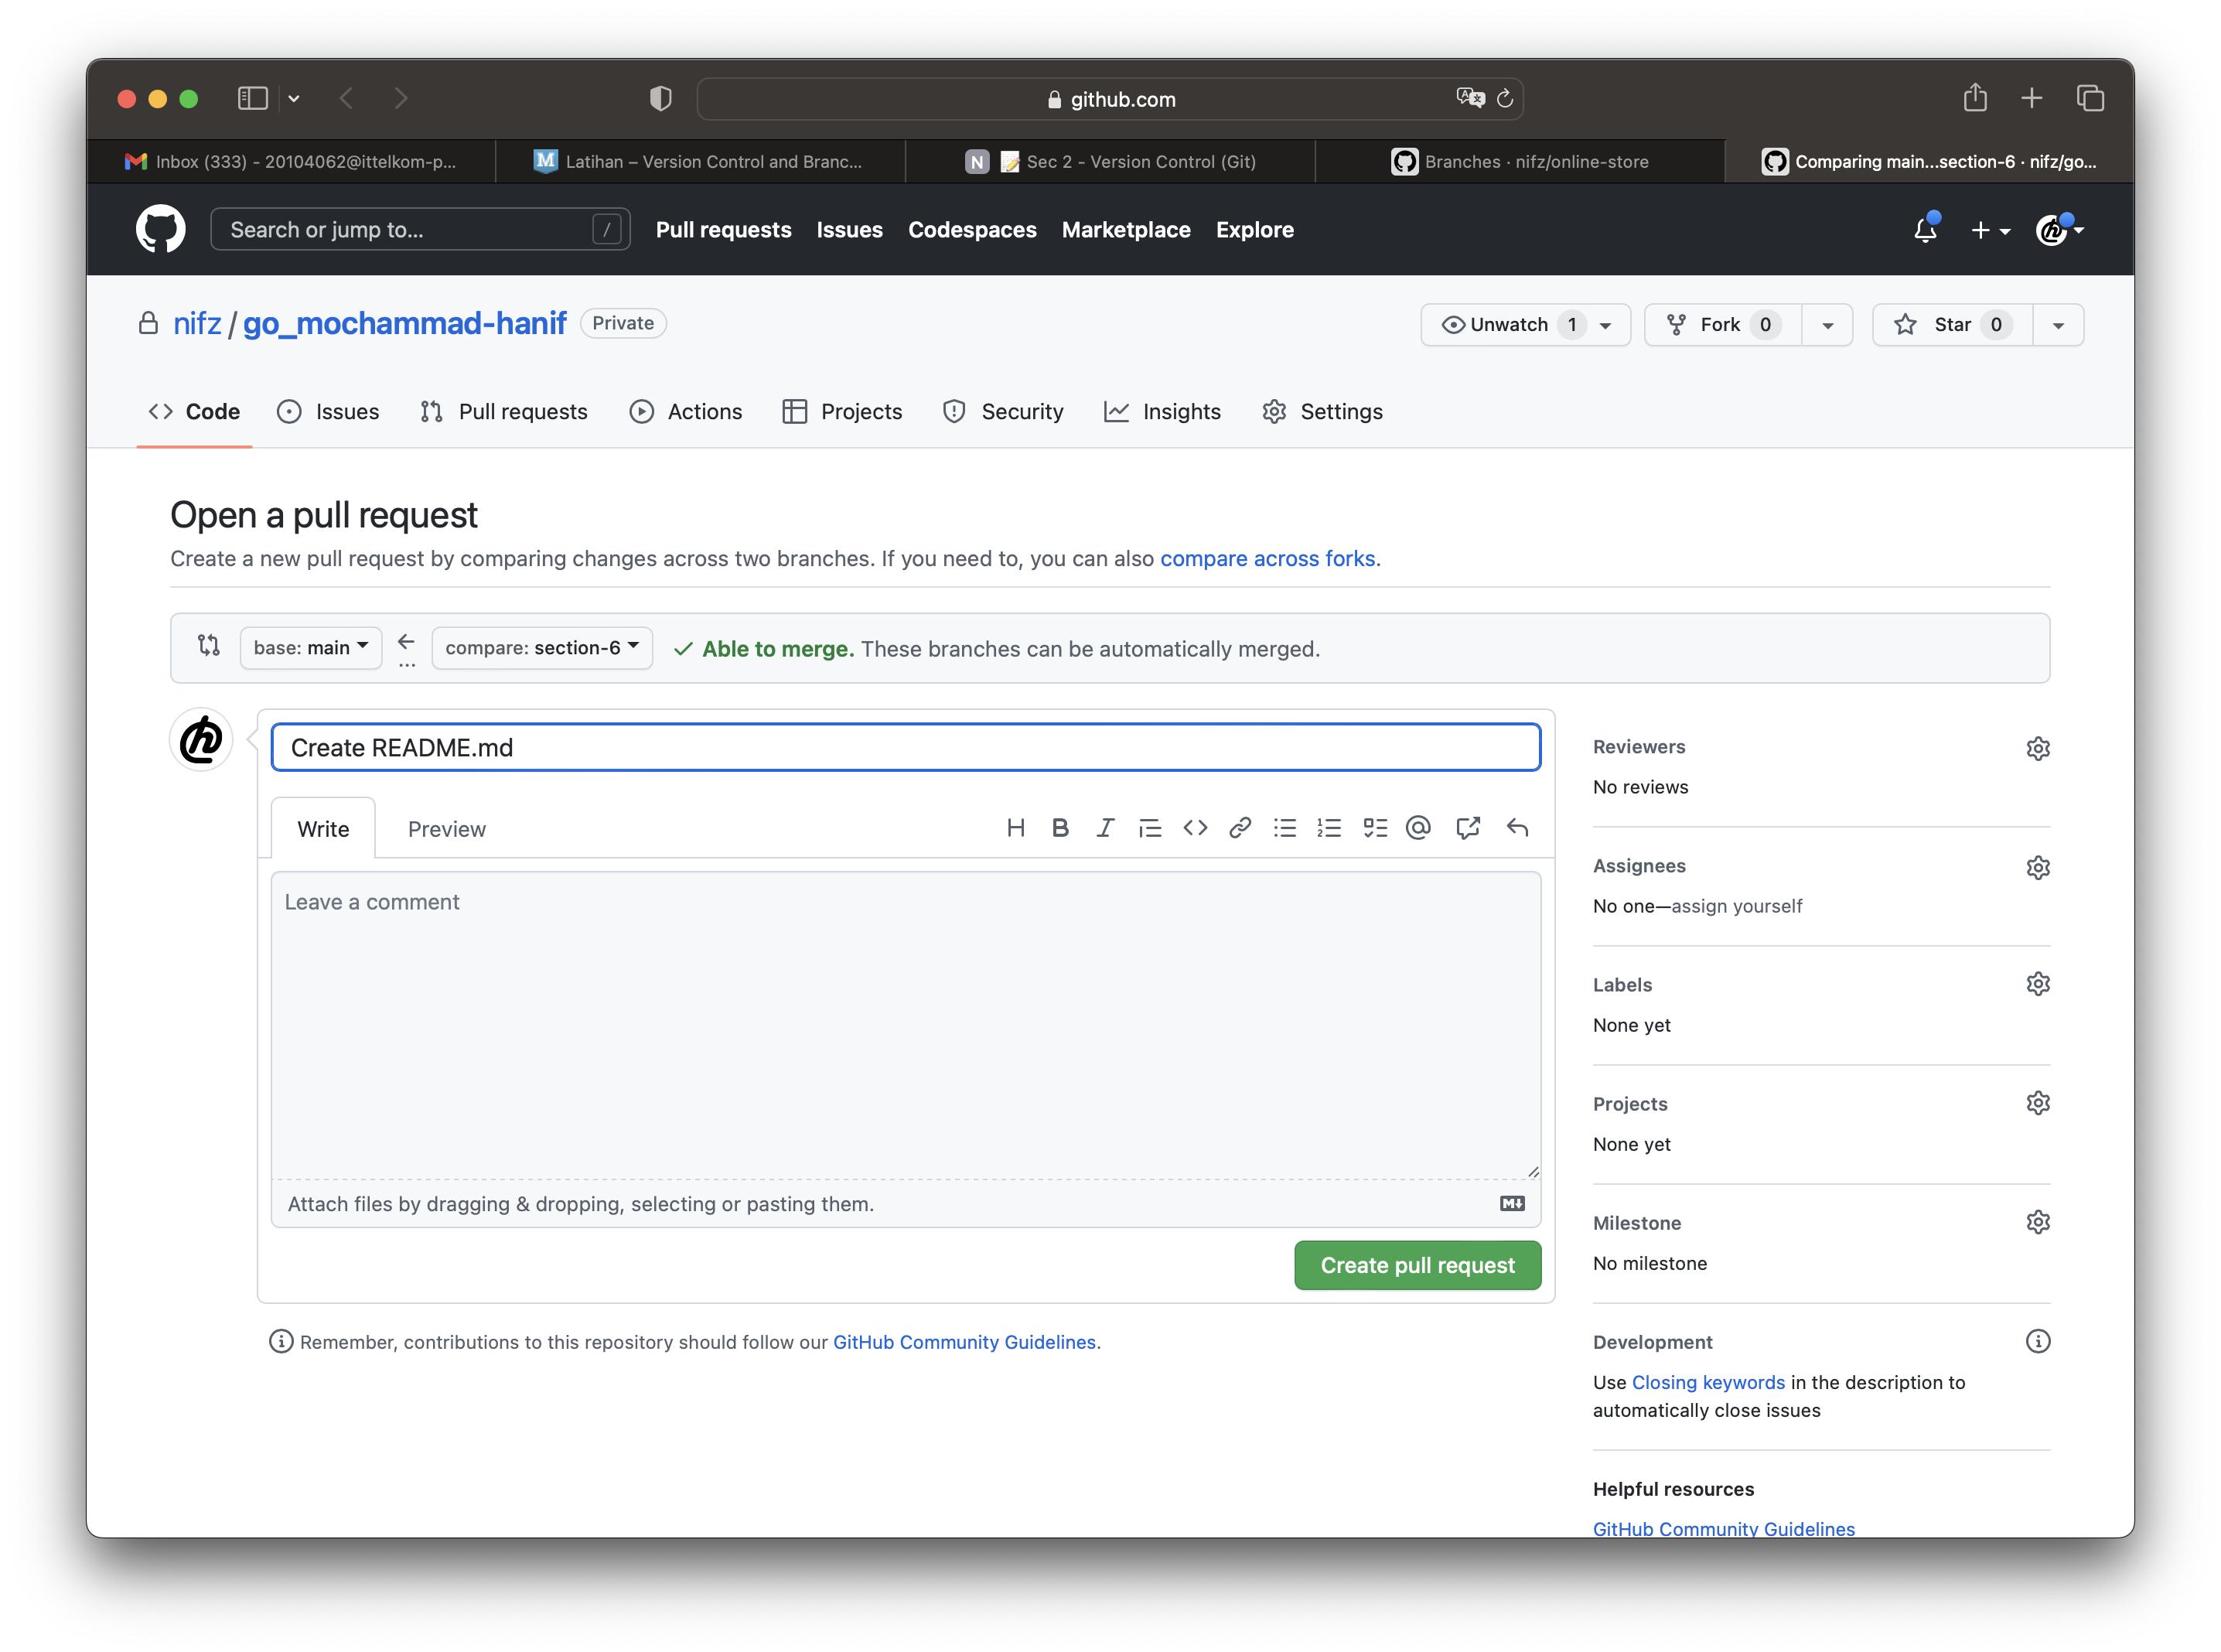 github.com
Inbox (333) - 20104062@ittelkom-p...
Latihan – Version Control and Branc...
Sec 2 - Version Control (Git)
Branches · nifz/online-store
Comparing main...section-6 · nifz/go...
Search or jump to... /
Pull requests Issues Codespaces Marketplace Explore
nifz / go_mochammad-hanif Private
Unwatch 1 Fork 0 Star 0
Code Issues Pull requests Actions Projects Security Insights Settings
Open a pull request
Create a new pull request by comparing changes across two branches. If you need to, you can also compare across forks.
base: main compare: section-6 Able to merge. These branches can be automatically merged.
Create README.md
Write Preview
Leave a comment
Attach files by dragging & dropping, selecting or pasting them.
Create pull request
Remember, contributions to this repository should follow our GitHub Community Guidelines.
Reviewers
No reviews
Assignees
No one—assign yourself
Labels
None yet
Projects
None yet
Milestone
No milestone
Development
Use Closing keywords in the description to
automatically close issues
Helpful resources
GitHub Community Guidelines